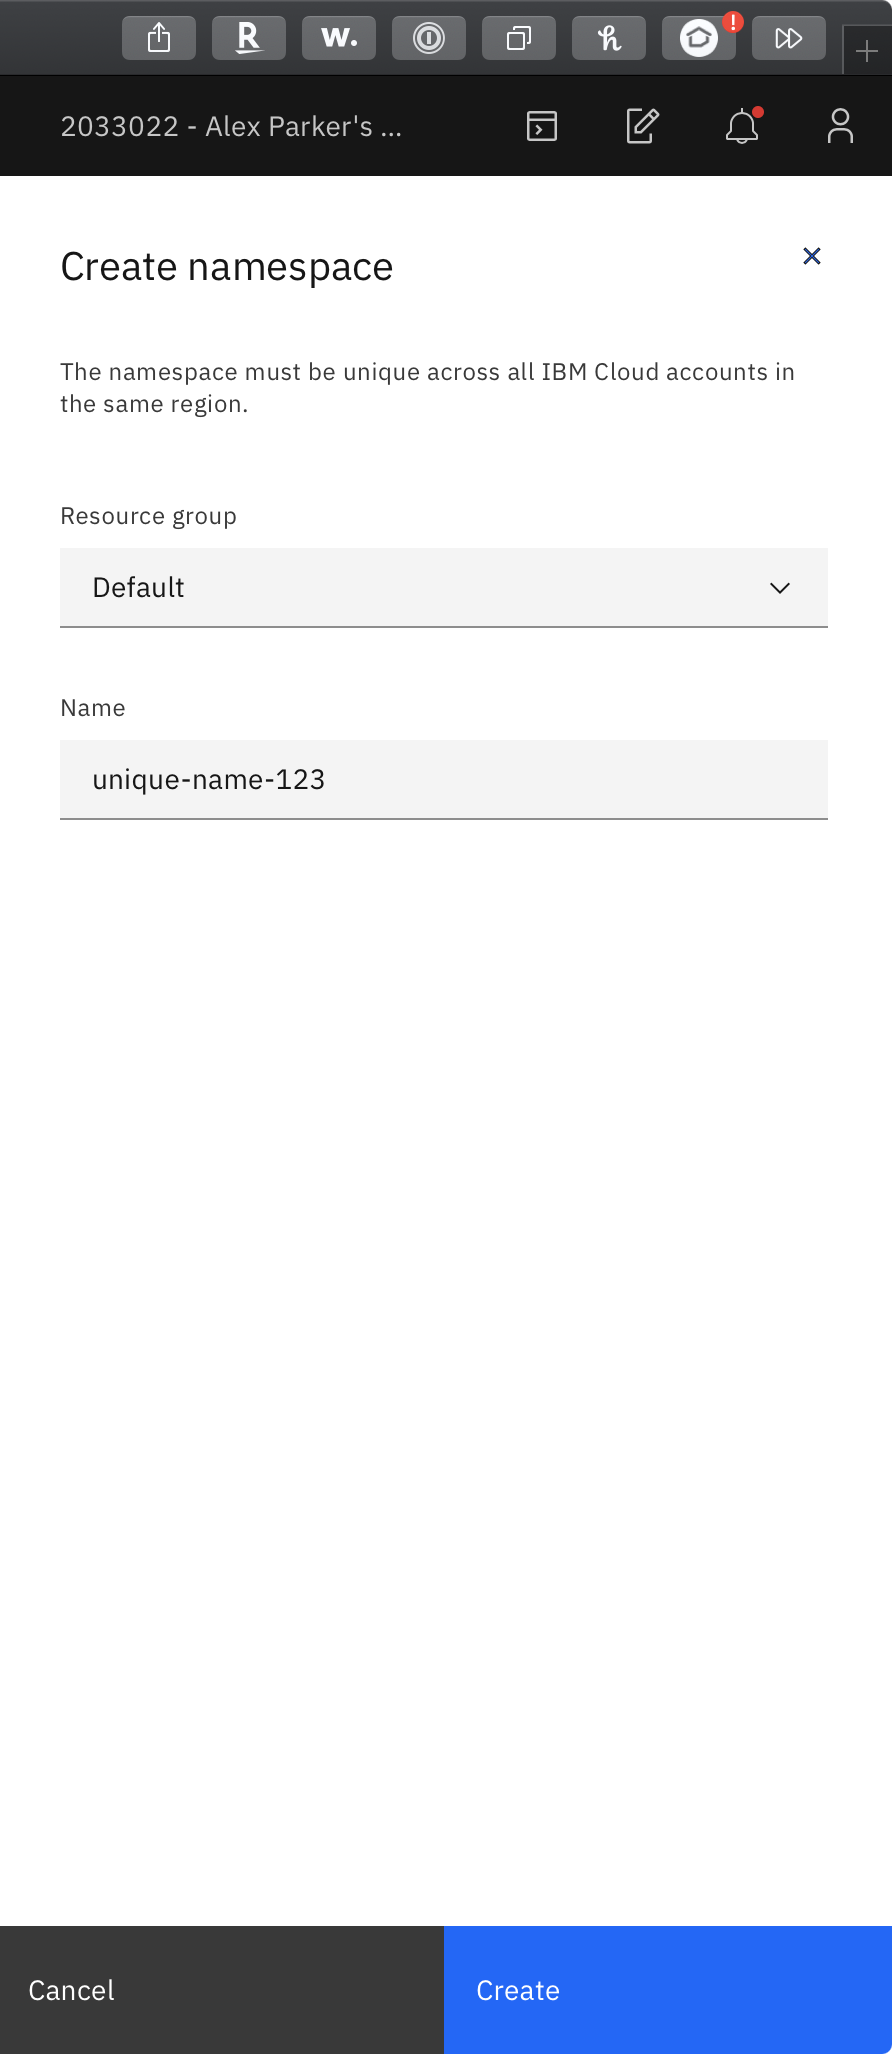 R w. h !
2033022 - Alex Parker's ...
Create namespace
The namespace must be unique across all IBM Cloud accounts in
the same region.
Resource group
Default
Name
unique-name-123
Cancel
Create